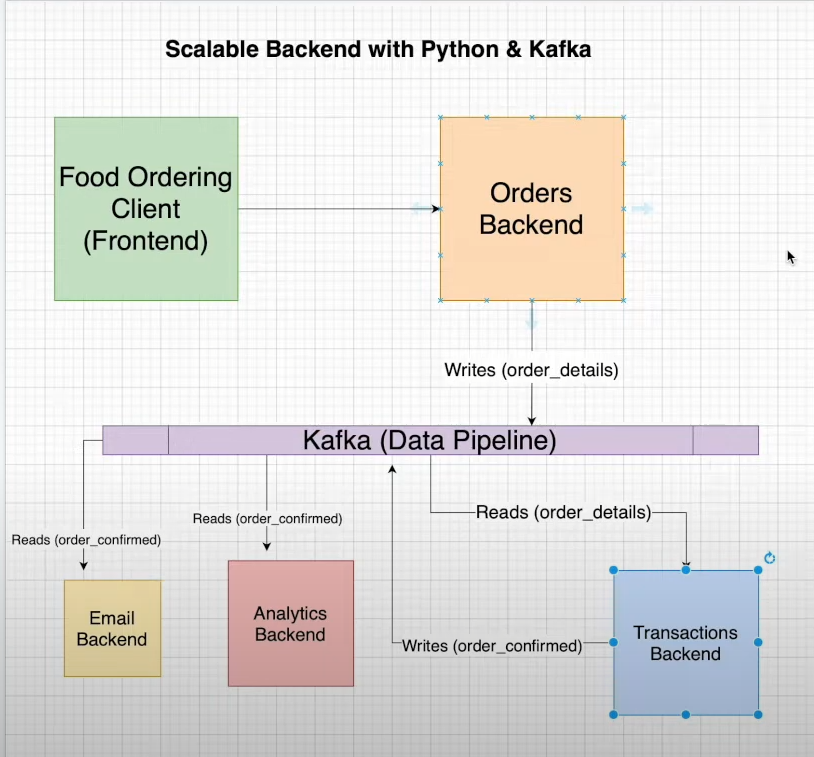 Scalable Backend with Python & Kafka
Food Ordering
Client
(Frontend)
Orders
Backend
Writes (order_details)
Kafka (Data Pipeline)
Reads (order_confirmed)
Reads (order_confirmed)
Reads (order_details)
Email
Backend
Analytics
Backend
Writes (order_confirmed)
Transactions
Backend